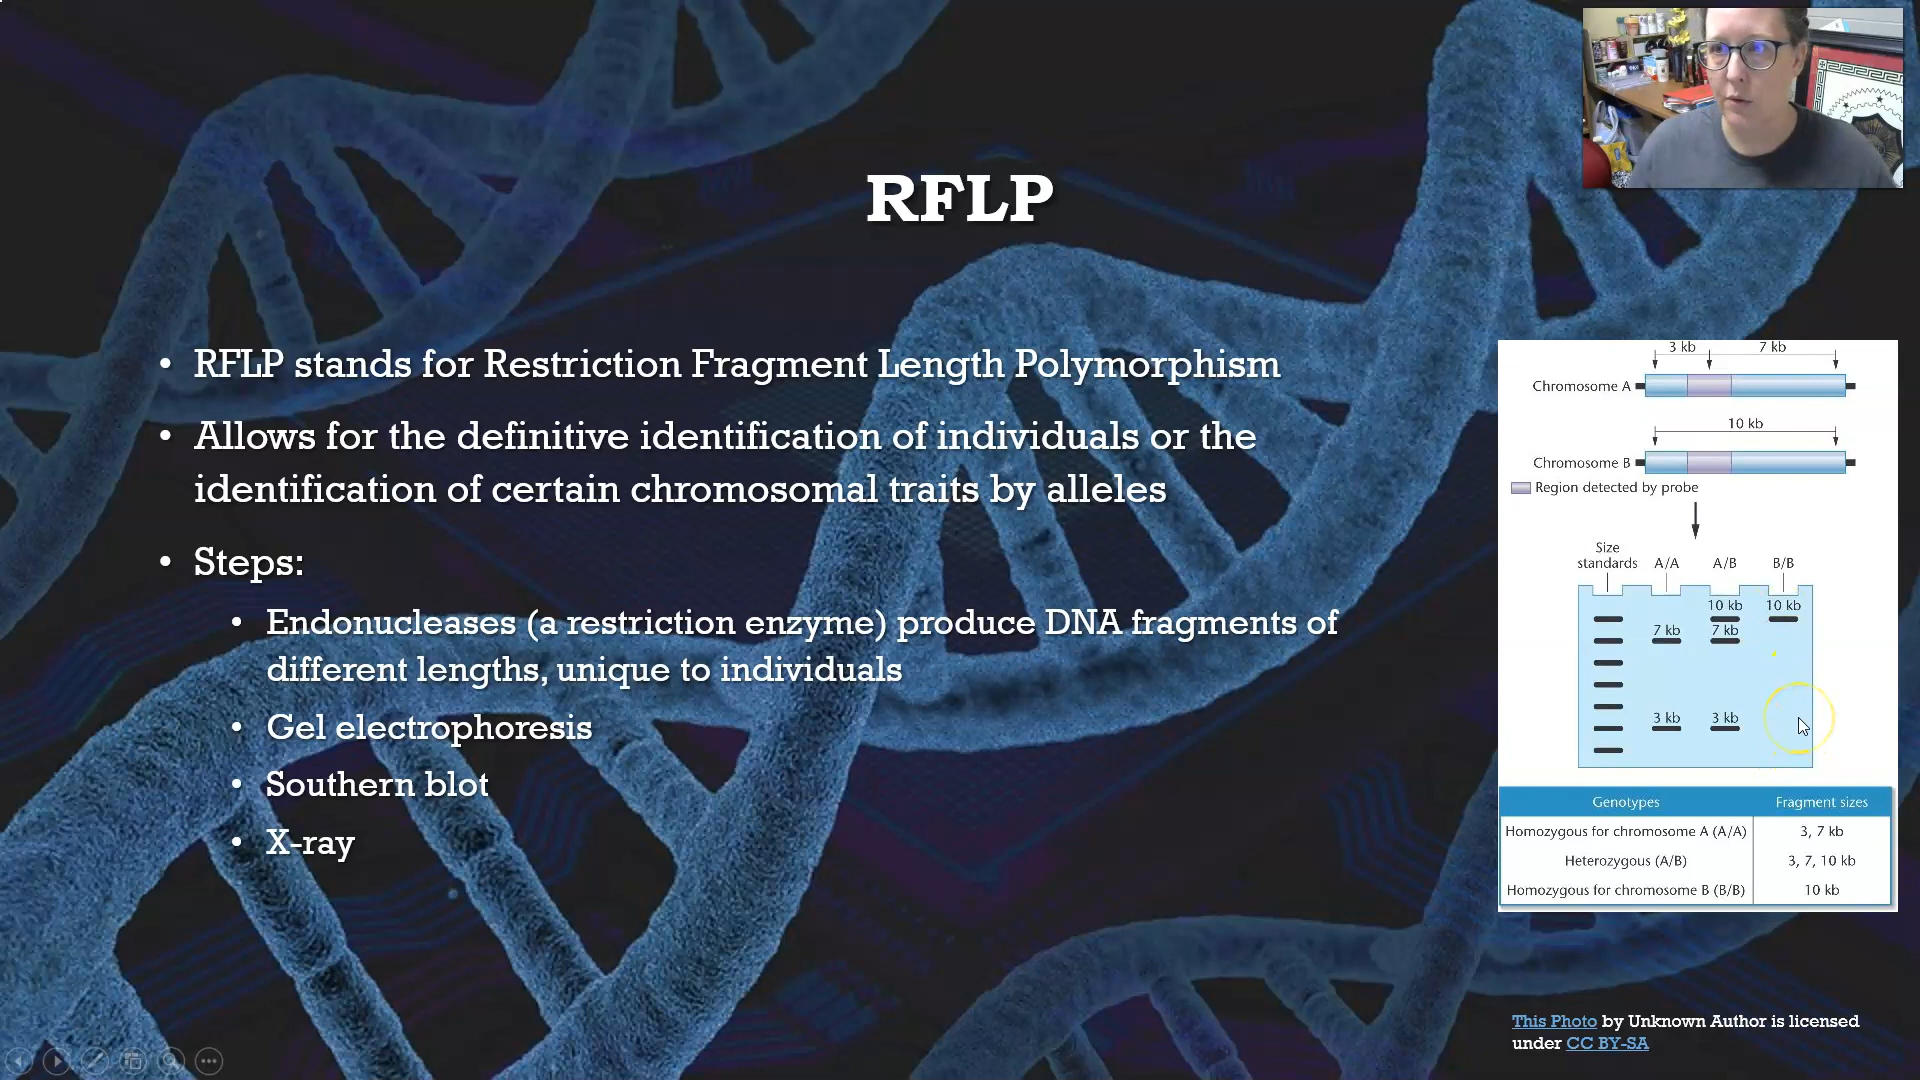 RFLP
• RFLP stands for Restriction Fragment Length Polymorphism
• Allows for the definitive identification of individuals or the
identification of certain chromosomal traits by alleles
• Steps:
• Endonucleases (a restriction enzyme) produce DNA fragments of
different lengths, unique to individuals
• Gel electrophoresis
• Southern blot
• X-ray
3 kb 7 kb
Chromosome A
10 kb
Chromosome B
Region detected by probe
Size
standards A/A A/B B/B
10 kb 10 kb
7 kb 7 kb
3 kb 3 kb
Genotypes Fragment sizes
Homozygous for chromosome A (A/A) 3, 7 kb
Heterozygous (A/B) 3, 7, 10 kb
Homozygous for chromosome B (B/B) 10 kb
This Photo by Unknown Author is licensed
under CC BY-SA